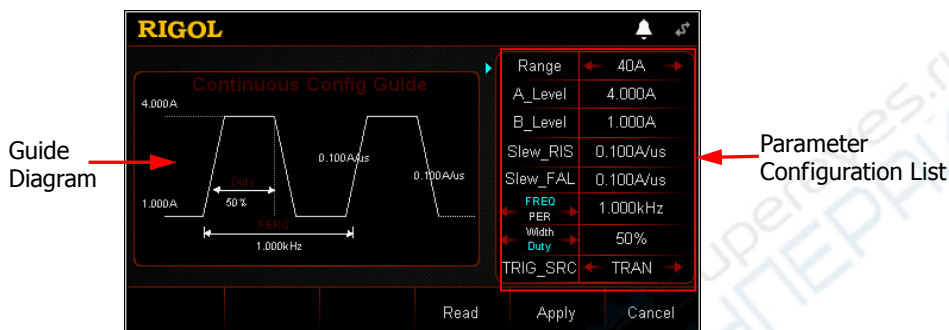 RIGOL
Continuous Config Guide
4.000A
0.100A/us
0.100A/us
Duty
50%
1.000A
FERQ
1.000kHz
Range 40A
A_Level 4.000A
B_Level 1.000A
Slew_RIS 0.100A/us
Slew_FAL 0.100A/us
FREQ
PER
1.000kHz
Width
Duty
50%
TRIG_SRC TRAN
Read Apply Cancel
Guide
Diagram
Parameter
Configuration List